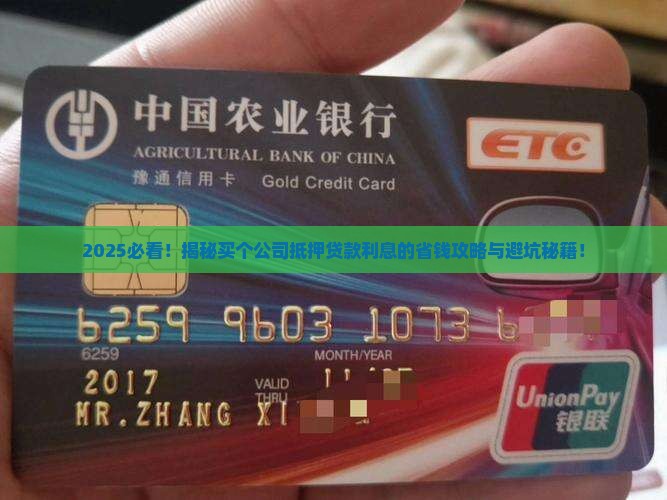 中国农业银行
AGRICULTURAL BANK OF CHINA
ETC
豫通信用卡 Gold Credit Card
2025必看！揭秘买个公司抵押贷款利息的省钱攻略与避坑秘籍！
6259 9603 1073 6
6259
MONTH/YEAR
2017 VALID THRU
MR.ZHANG XI
UnionPay
银联